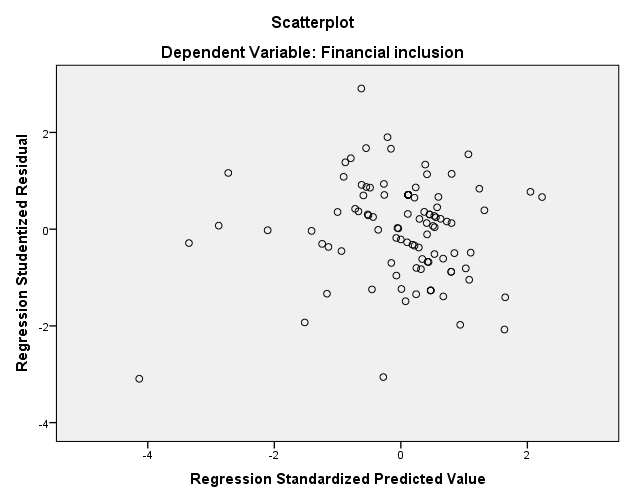 Scatterplot
Dependent Variable: Financial inclusion
Regression Studentized Residual
2
0
-2
-4
-4 -2 0 2
Regression Standardized Predicted Value